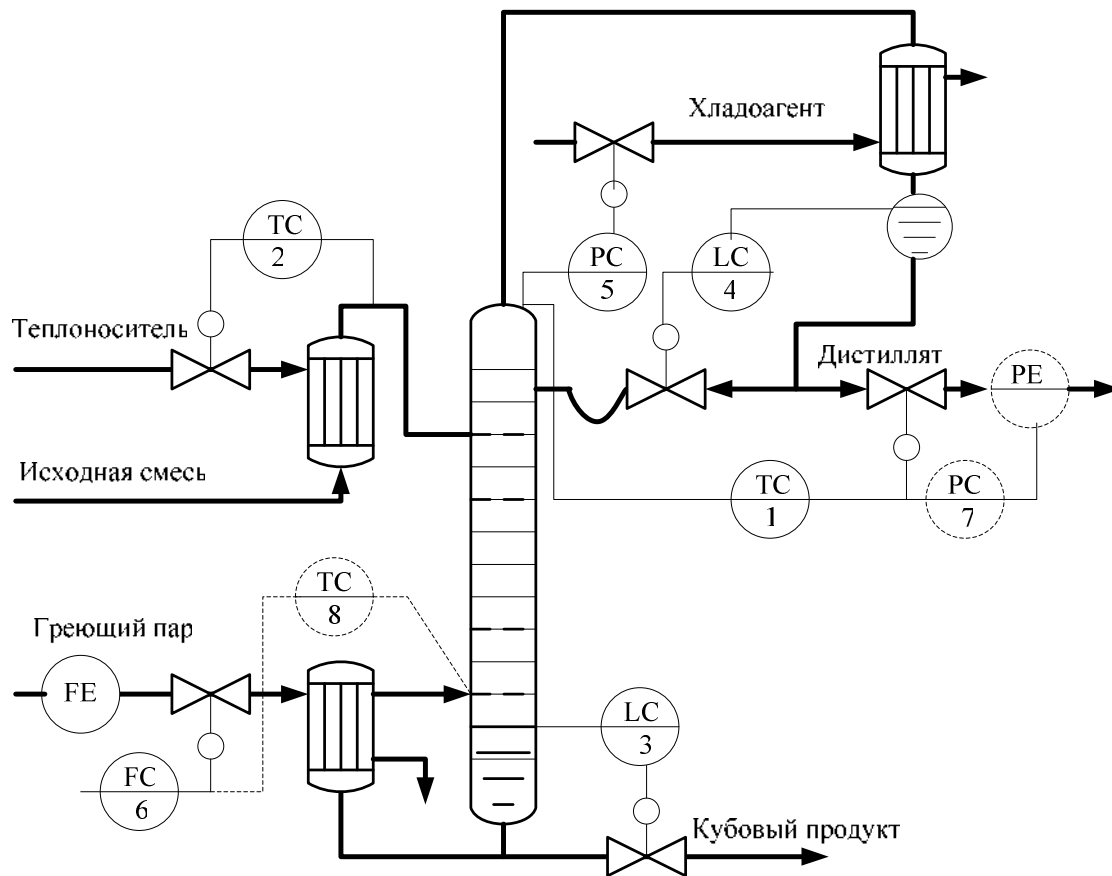 Хладоагент
TC
2
PC
5
LC
4
Теплоноситель
Дистиллят
PE
Исходная смесь
TC
1
PC
7
TC
8
Греющий пар
FE
LC
3
FC
6
Кубовый продукт